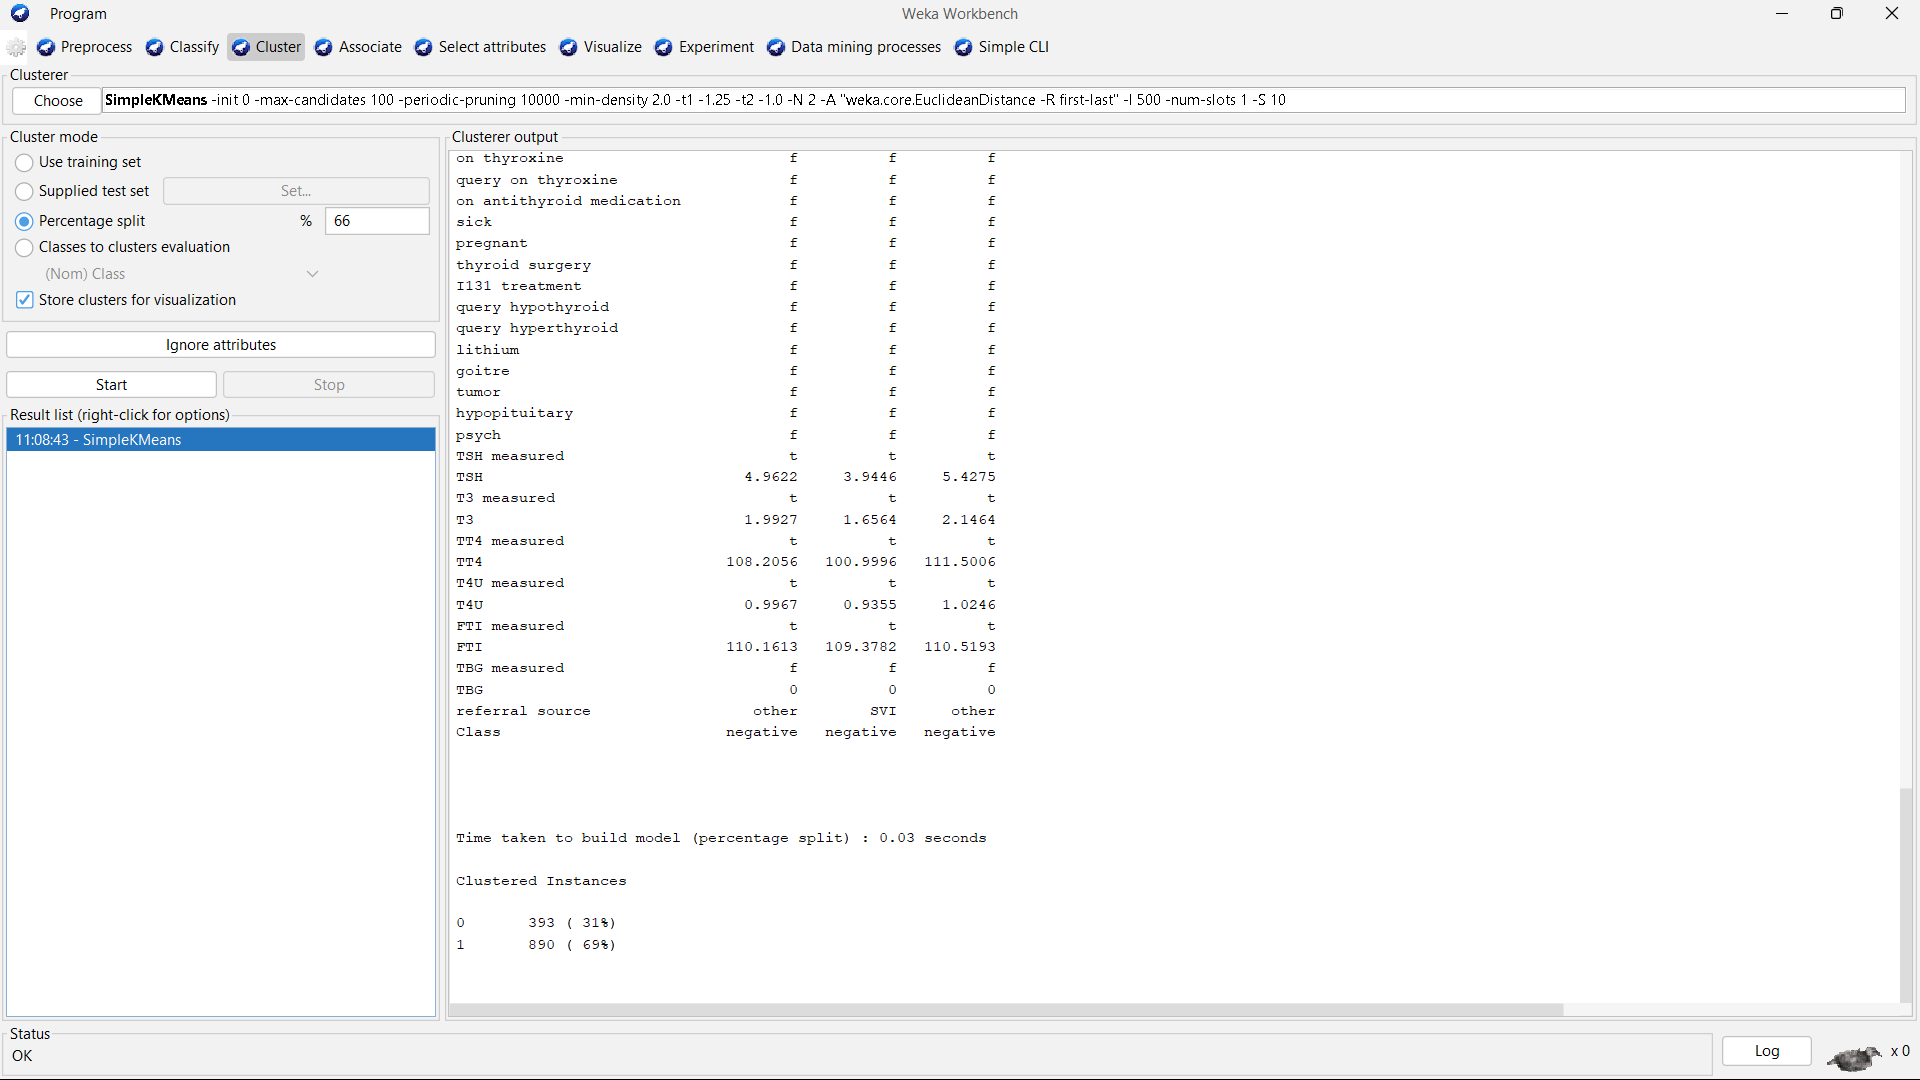 Program
Weka Workbench
Preprocess Classify Cluster Associate Select attributes Visualize Experiment Data mining processes Simple CLI
Clusterer
Choose SimpleKMeans -init 0 -max-candidates 100 -periodic-pruning 10000 -min-density 2.0 -t1 -1.25 -t2 -1.0 -N 2 -A "weka.core.EuclideanDistance -R first-last" -I 500 -num-slots 1 -S 10
Cluster mode
Use training set
Supplied test set Set...
Percentage split % 66
Classes to clusters evaluation
(Nom) Class
Store clusters for visualization
Ignore attributes
Start Stop
Result list (right-click for options)
11:08:43 - SimpleKMeans
Clusterer output
on thyroxine f f f
query on thyroxine f f f
on antithyroid medication f f f
sick f f f
pregnant f f f
thyroid surgery f f f
I131 treatment f f f
query hypothyroid f f f
query hyperthyroid f f f
lithium f f f
goitre f f f
tumor f f f
hypopituitary f f f
psych f f f
TSH measured t t t
TSH 4.9622 3.9446 5.4275
T3 measured t t t
T3 1.9927 1.6564 2.1464
TT4 measured t t t
TT4 108.2056 100.9996 111.5006
T4U measured t t t
T4U 0.9967 0.9355 1.0246
FTI measured t t t
FTI 110.1613 109.3782 110.5193
TBG measured f f f
TBG 0 0 0
referral source other SVI other
Class negative negative negative
Time taken to build model (percentage split) : 0.03 seconds
Clustered Instances
0 393 ( 31%)
1 890 ( 69%)
Status
OK
Log
x 0